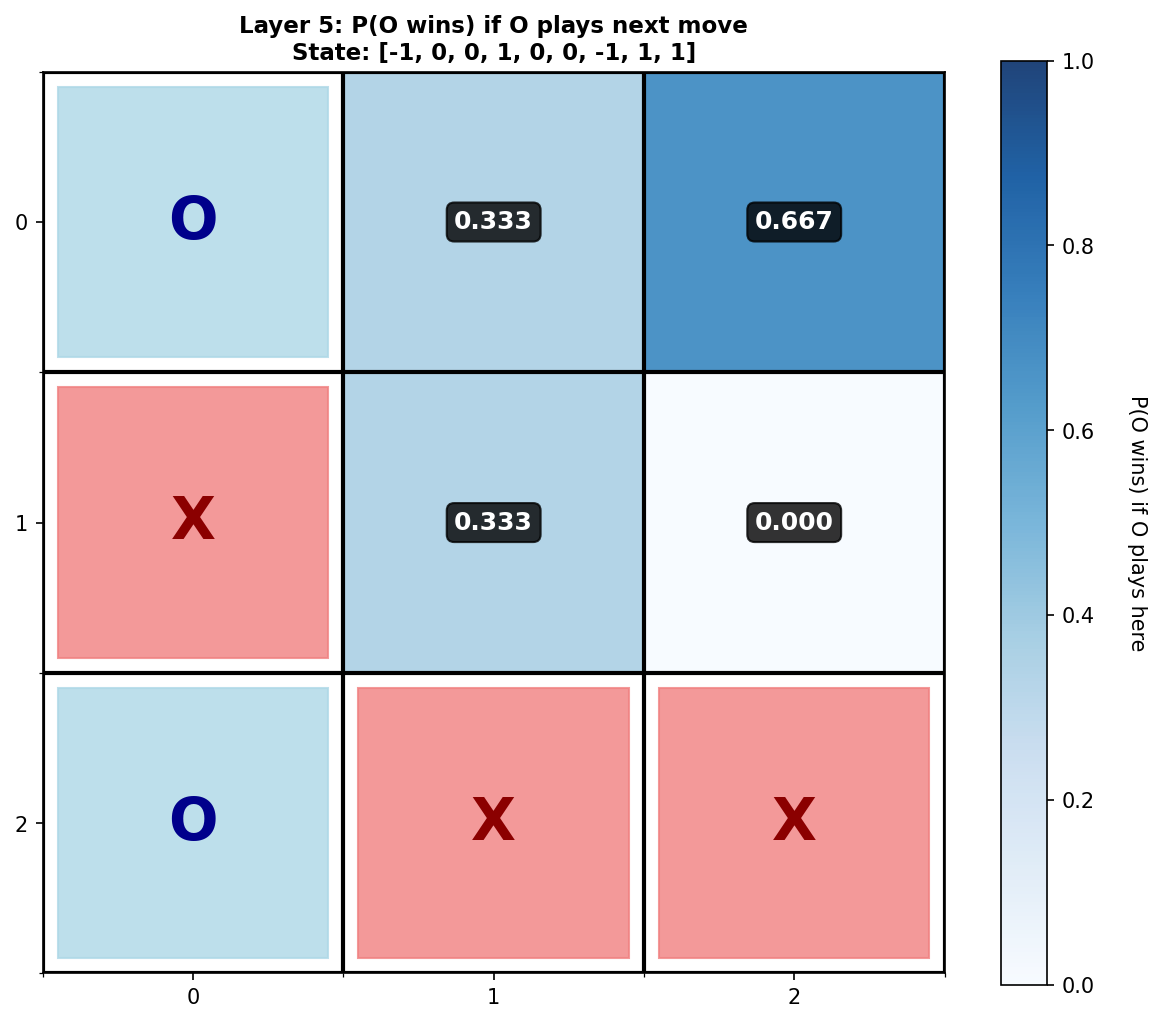 Layer 5: P(O wins) if O plays next move
State: [-1, 0, 0, 1, 0, 0, -1, 1, 1]
0
O
0.333
0.667
1
X
0.333
0.000
2
O
X
X
0
1
2
1.0
0.8
0.6
0.4
0.2
0.0
P(O wins) if O plays here